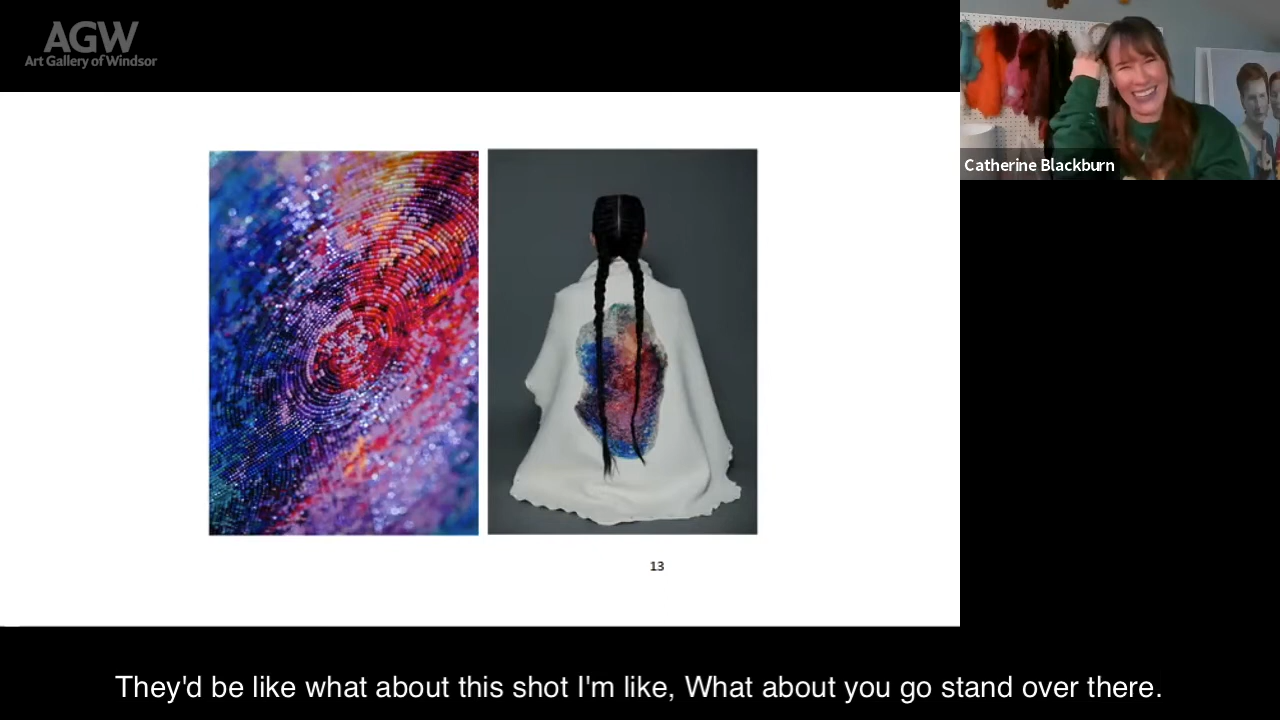 AGW
Art Gallery of Windsor
Catherine Blackburn
13
They'd be like what about this shot I'm like, What about you go stand over there.